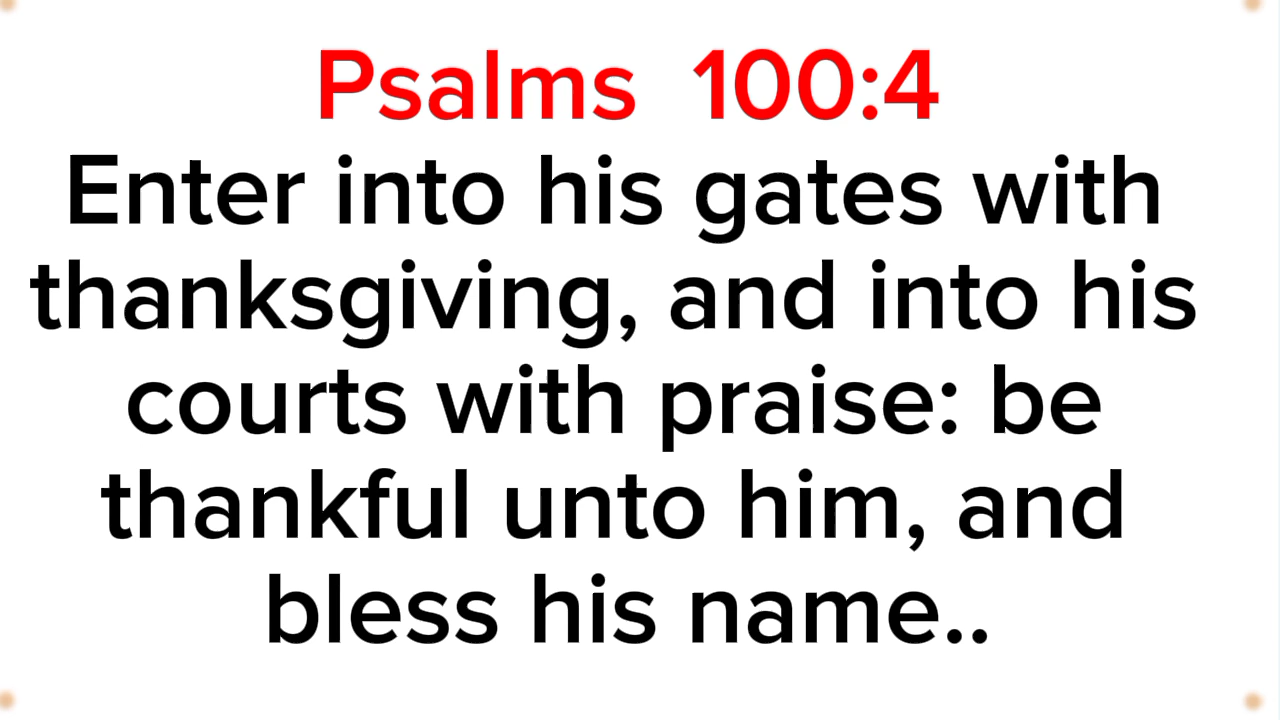 Psalms  100:4
Enter into his gates with
thanksgiving, and into his
courts with praise: be
thankful unto him, and
bless his name..